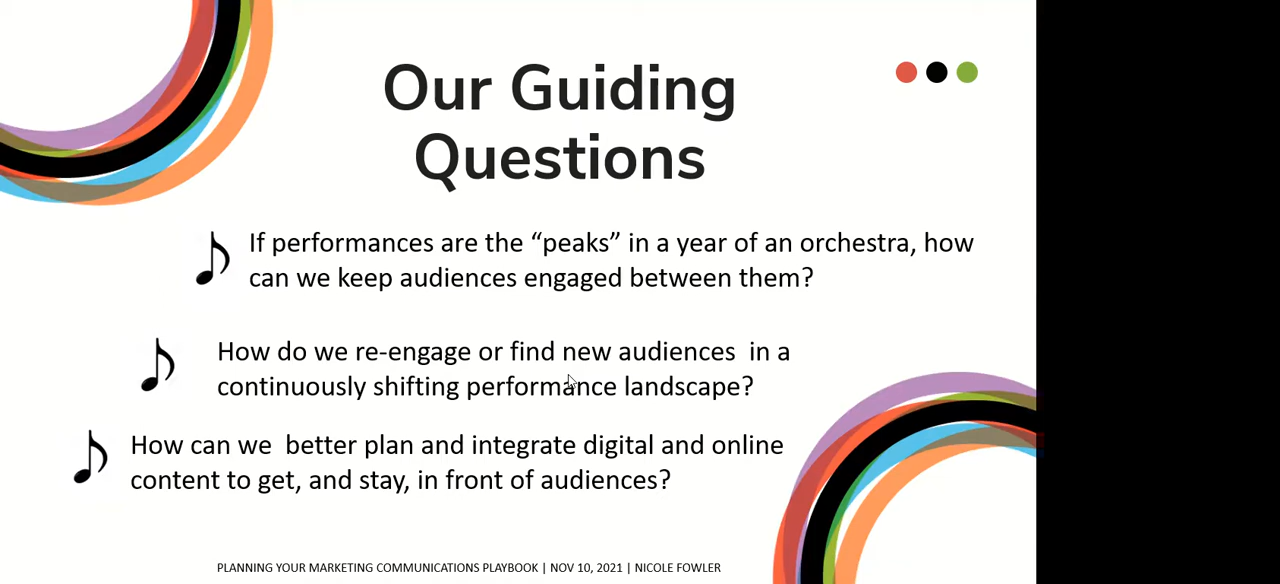 Our Guiding
Questions
If performances are the “peaks” in a year of an orchestra, how
can we keep audiences engaged between them?
How do we re-engage or find new audiences  in a
continuously shifting performance landscape?
How can we  better plan and integrate digital and online
content to get, and stay, in front of audiences?
PLANNING YOUR MARKETING COMMUNICATIONS PLAYBOOK | NOV 10, 2021 | NICOLE FOWLER